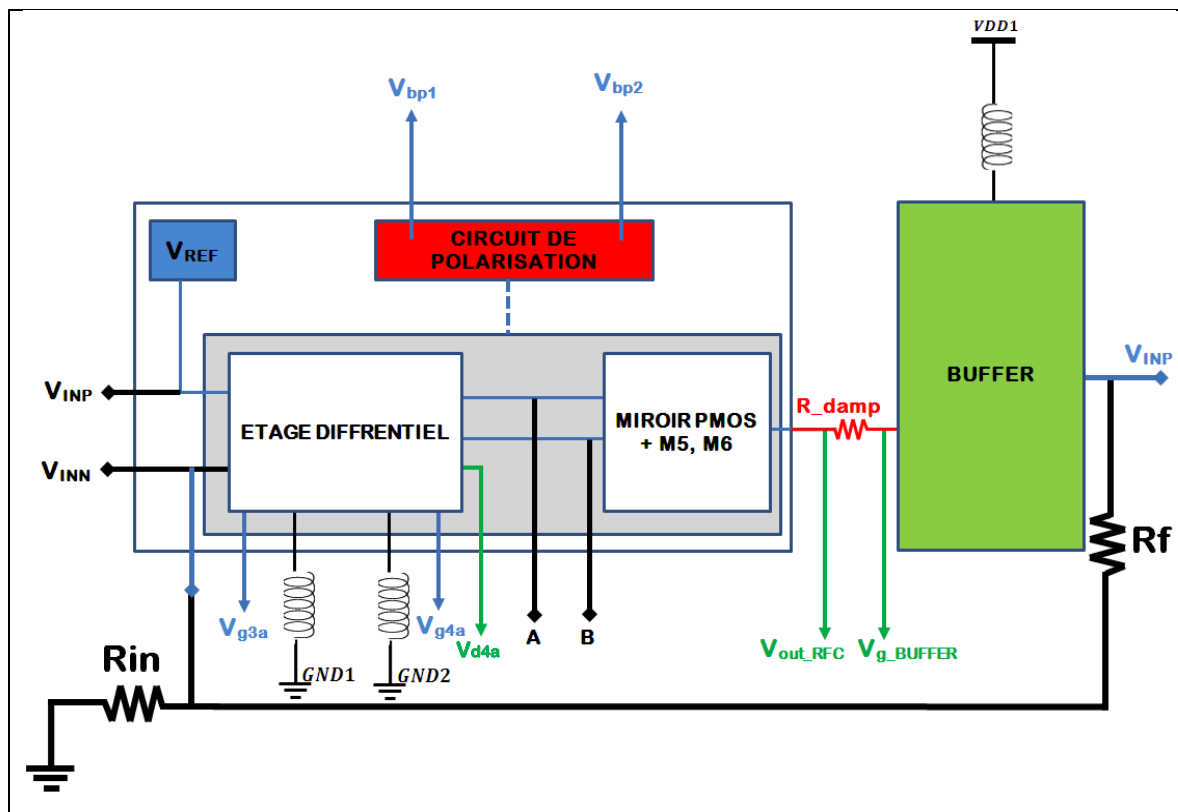 VDD1
Vbp1
Vbp2
VREF
CIRCUIT DE
POLARISATION
VINP
VINN
ETAGE DIFFRENTIEL
MIROIR PMOS
+ M5, M6
R_damp
BUFFER
VINP
Rf
Vg3a
Vg4a
Vd4a
A
B
Vout_RFC
Vg_BUFFER
GND1
GND2
Rin